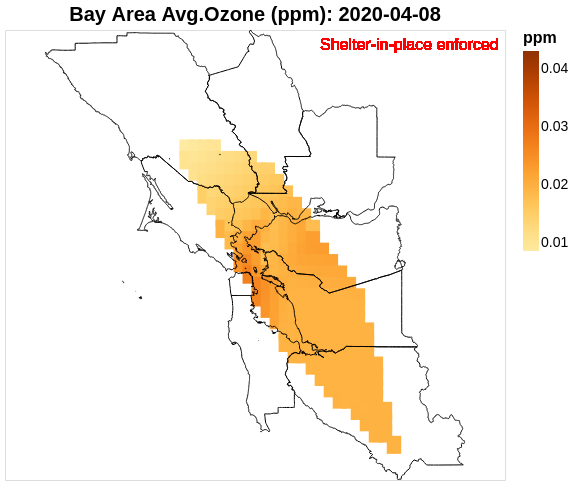 Bay Area Avg.Ozone (ppm): 2020-04-08
Shelter-in-place enforced
ppm
0.04
0.03
0.02
0.01